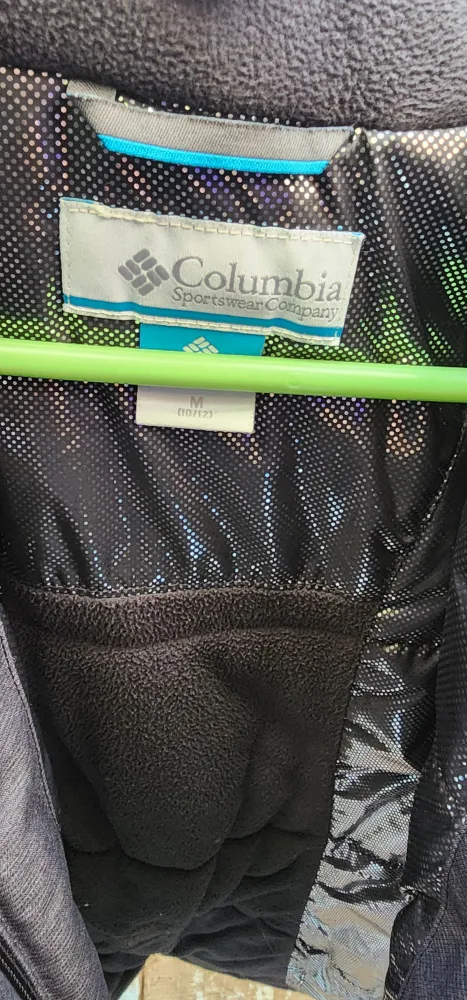 Columbia
Sportswear Company
M
(10/12)